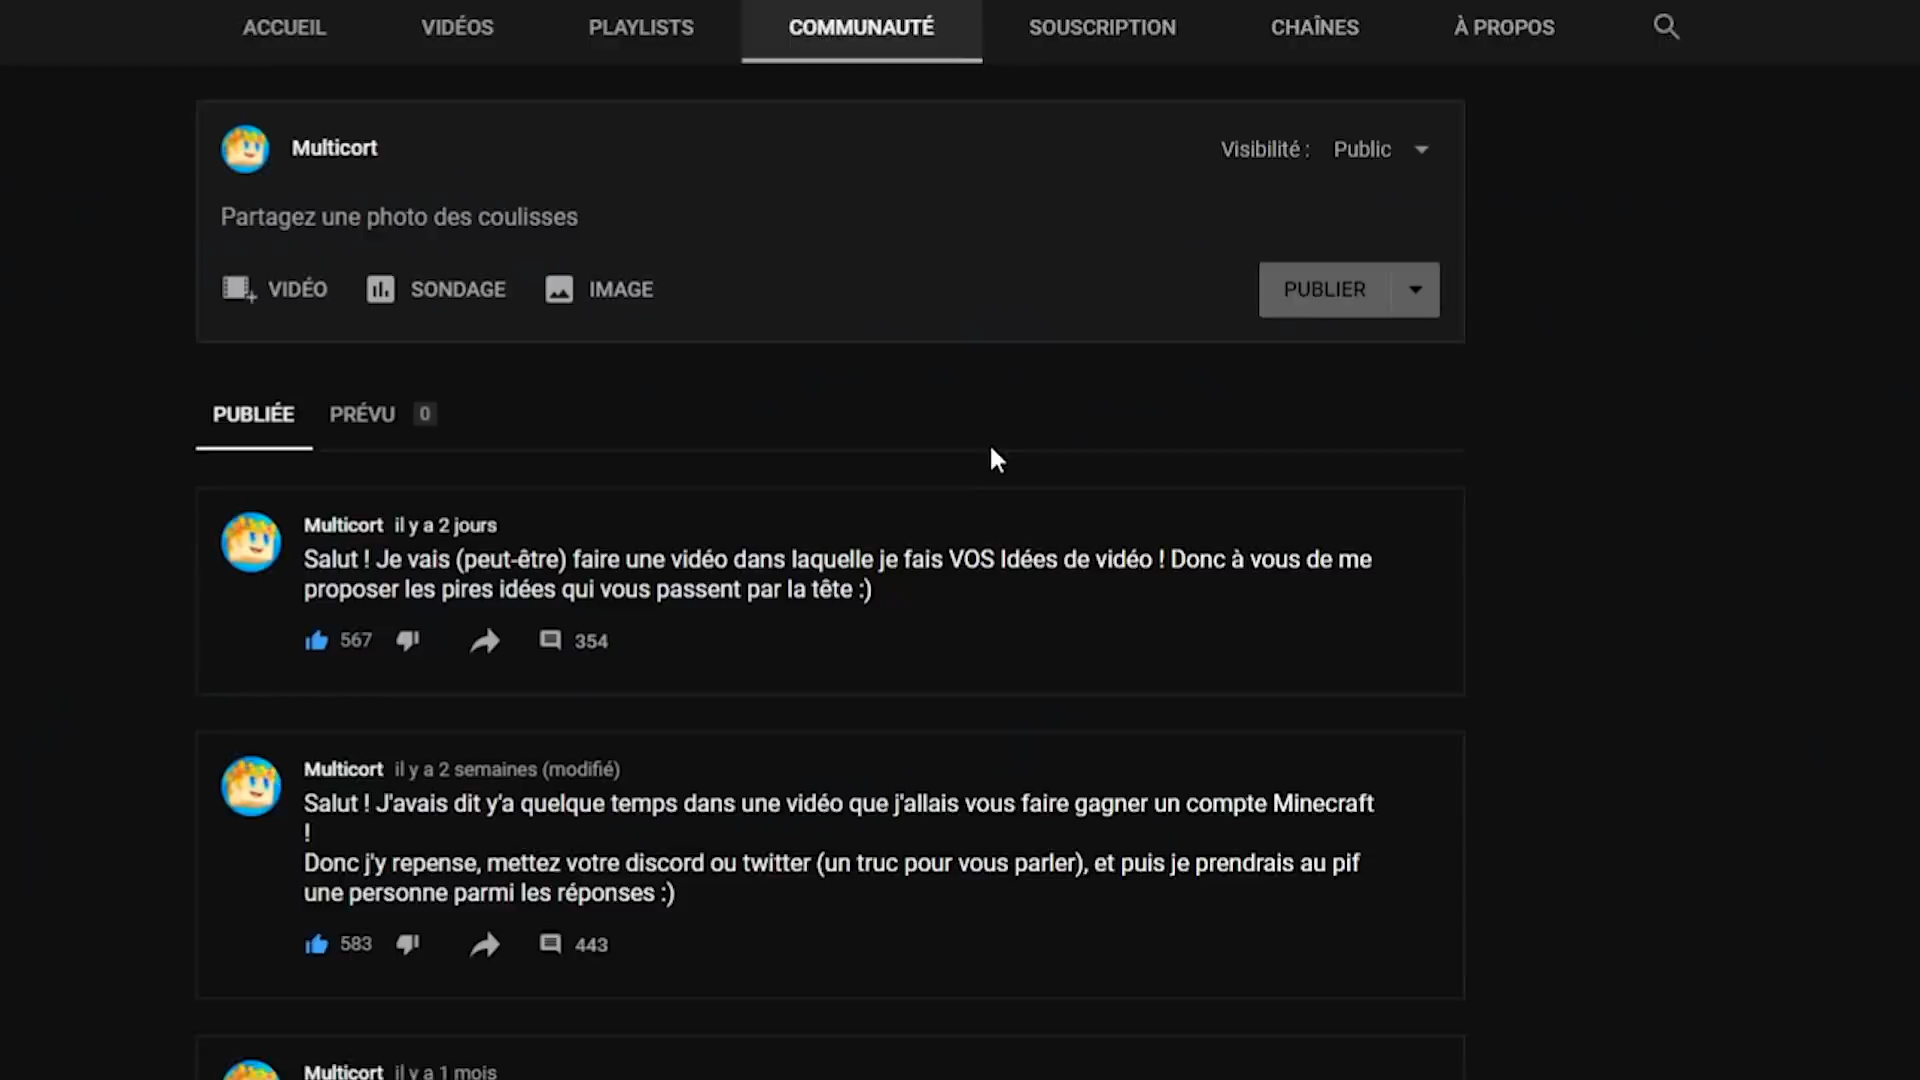 ACCUEIL VIDÉOS PLAYLISTS COMMUNAUTÉ SOUSCRIPTION CHAÎNES À PROPOS
Multicort
Visibilité : Public
Partagez une photo des coulisses
VIDÉO SONDAGE IMAGE
PUBLIER
PUBLIÉE PRÉVU 0
Multicort il y a 2 jours
Salut ! Je vais (peut-être) faire une vidéo dans laquelle je fais VOS Idées de vidéo ! Donc à vous de me
proposer les pires idées qui vous passent par la tête :)
567 354
Multicort il y a 2 semaines (modifié)
Salut ! J'avais dit y'a quelque temps dans une vidéo que j'allais vous faire gagner un compte Minecraft
!
Donc j'y repense, mettez votre discord ou twitter (un truc pour vous parler), et puis je prendrais au pif
une personne parmi les réponses :)
583 443
Multicort il y a 1 mois